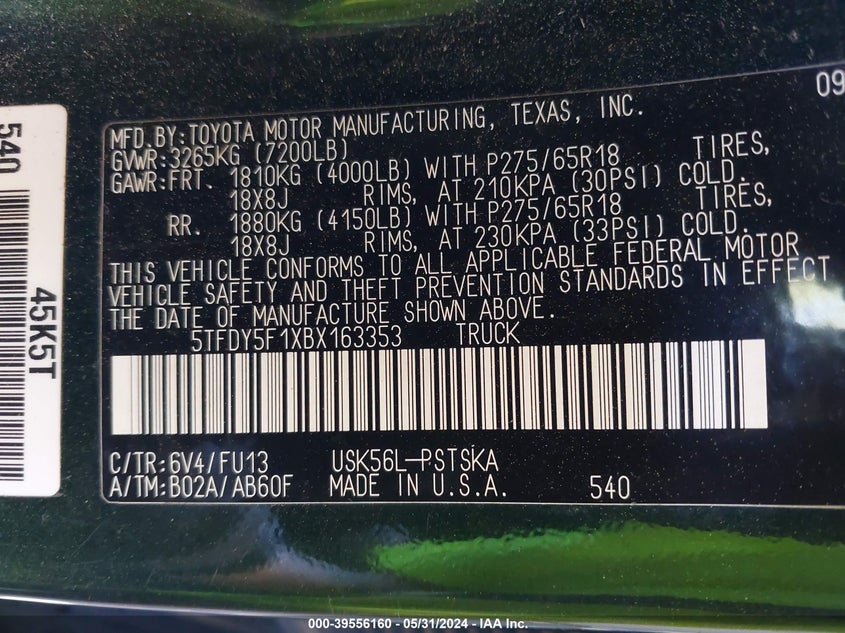 09
MFD.BY:TOYOTA MOTOR MANUFACTURING, TEXAS, INC.
GVWR:3265KG (7200LB)
GAWR:FRT. 1810KG (4000LB) WITH P275/65R18 TIRES,
18X8J RIMS, AT 210KPA (30PSI) COLD.
RR. 1880KG (4150LB) WITH P275/65R18 TIRES,
18X8J RIMS, AT 230KPA (33PSI) COLD.
THIS VEHICLE CONFORMS TO ALL APPLICABLE FEDERAL MOTOR
VEHICLE SAFETY AND THEFT PREVENTION STANDARDS IN EFFECT
THE DATE OF MANUFACTURE SHOWN ABOVE.
5TFDY5F1XBX163353 TRUCK
C/TR:6V4/FU13 USK56L-PSTSKA
A/TM:B02A/AB60F MADE IN U.S.A. 540
540
45K5T
000-39556160 - 05/31/2024 - IAA Inc.